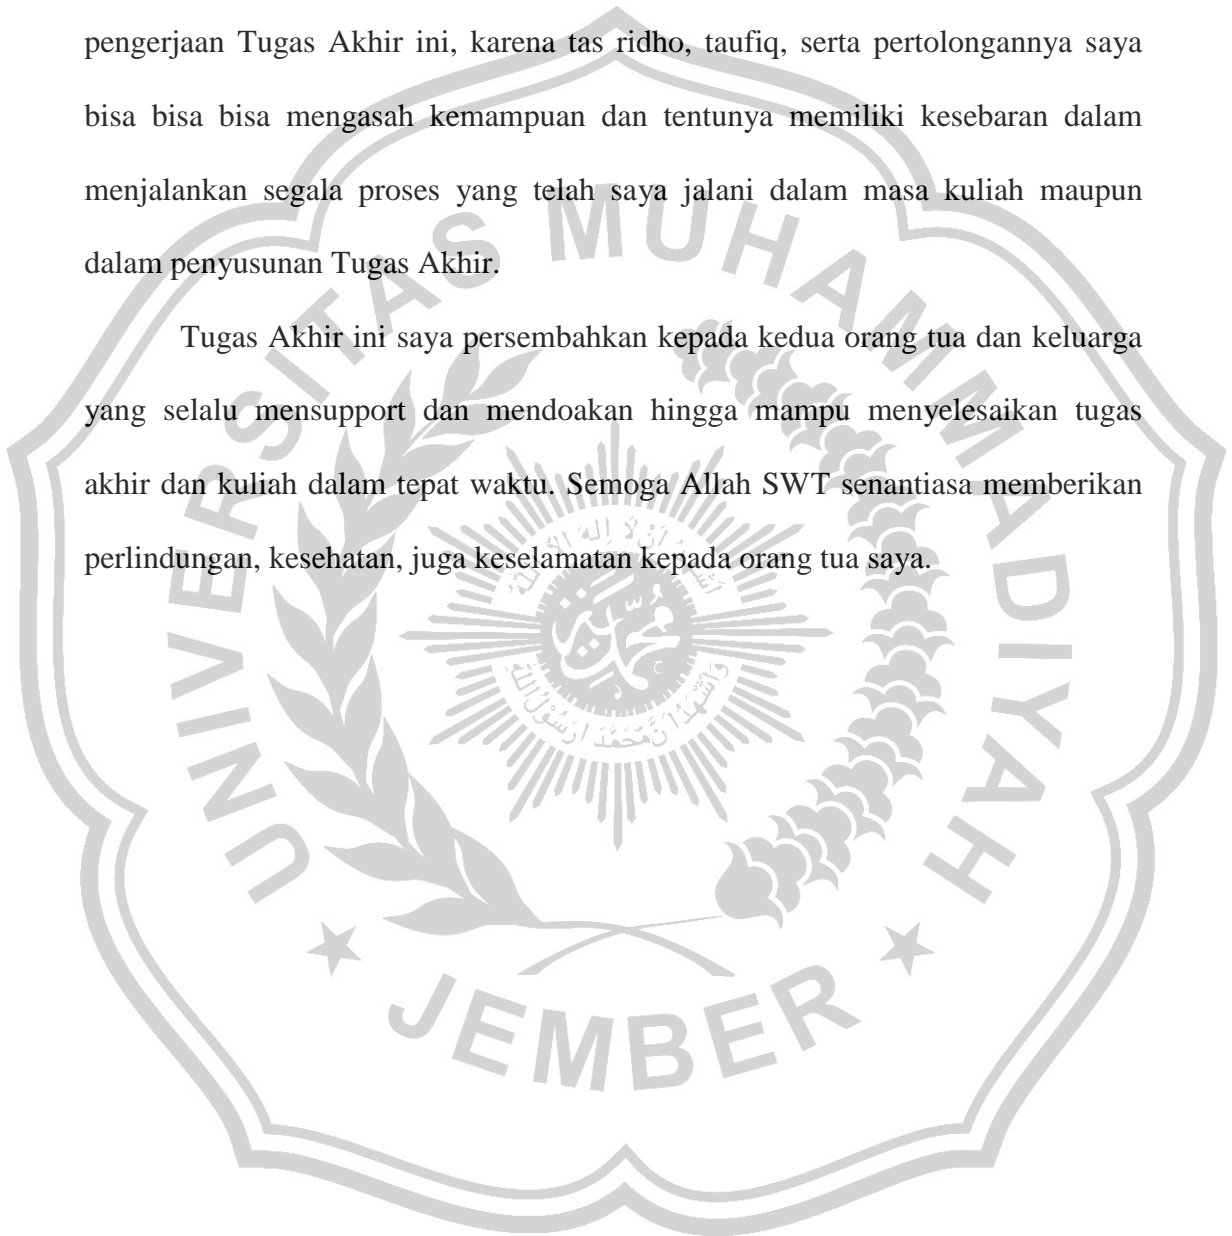 pengerjaan Tugas Akhir ini, karena tas ridho, taufiq, serta pertolongannya saya
bisa bisa bisa mengasah kemampuan dan tentunya memiliki kesebaran dalam
menjalankan segala proses yang telah saya jalani dalam masa kuliah maupun
dalam penyusunan Tugas Akhir.
Tugas Akhir ini saya persembahkan kepada kedua orang tua dan keluarga
yang selalu mensupport dan mendoakan hingga mampu menyelesaikan tugas
akhir dan kuliah dalam tepat waktu. Semoga Allah SWT senantiasa memberikan
perlindungan, kesehatan, juga keselamatan kepada orang tua saya.
UNIVERSITAS MUHAMMADIYAH
JEMBER